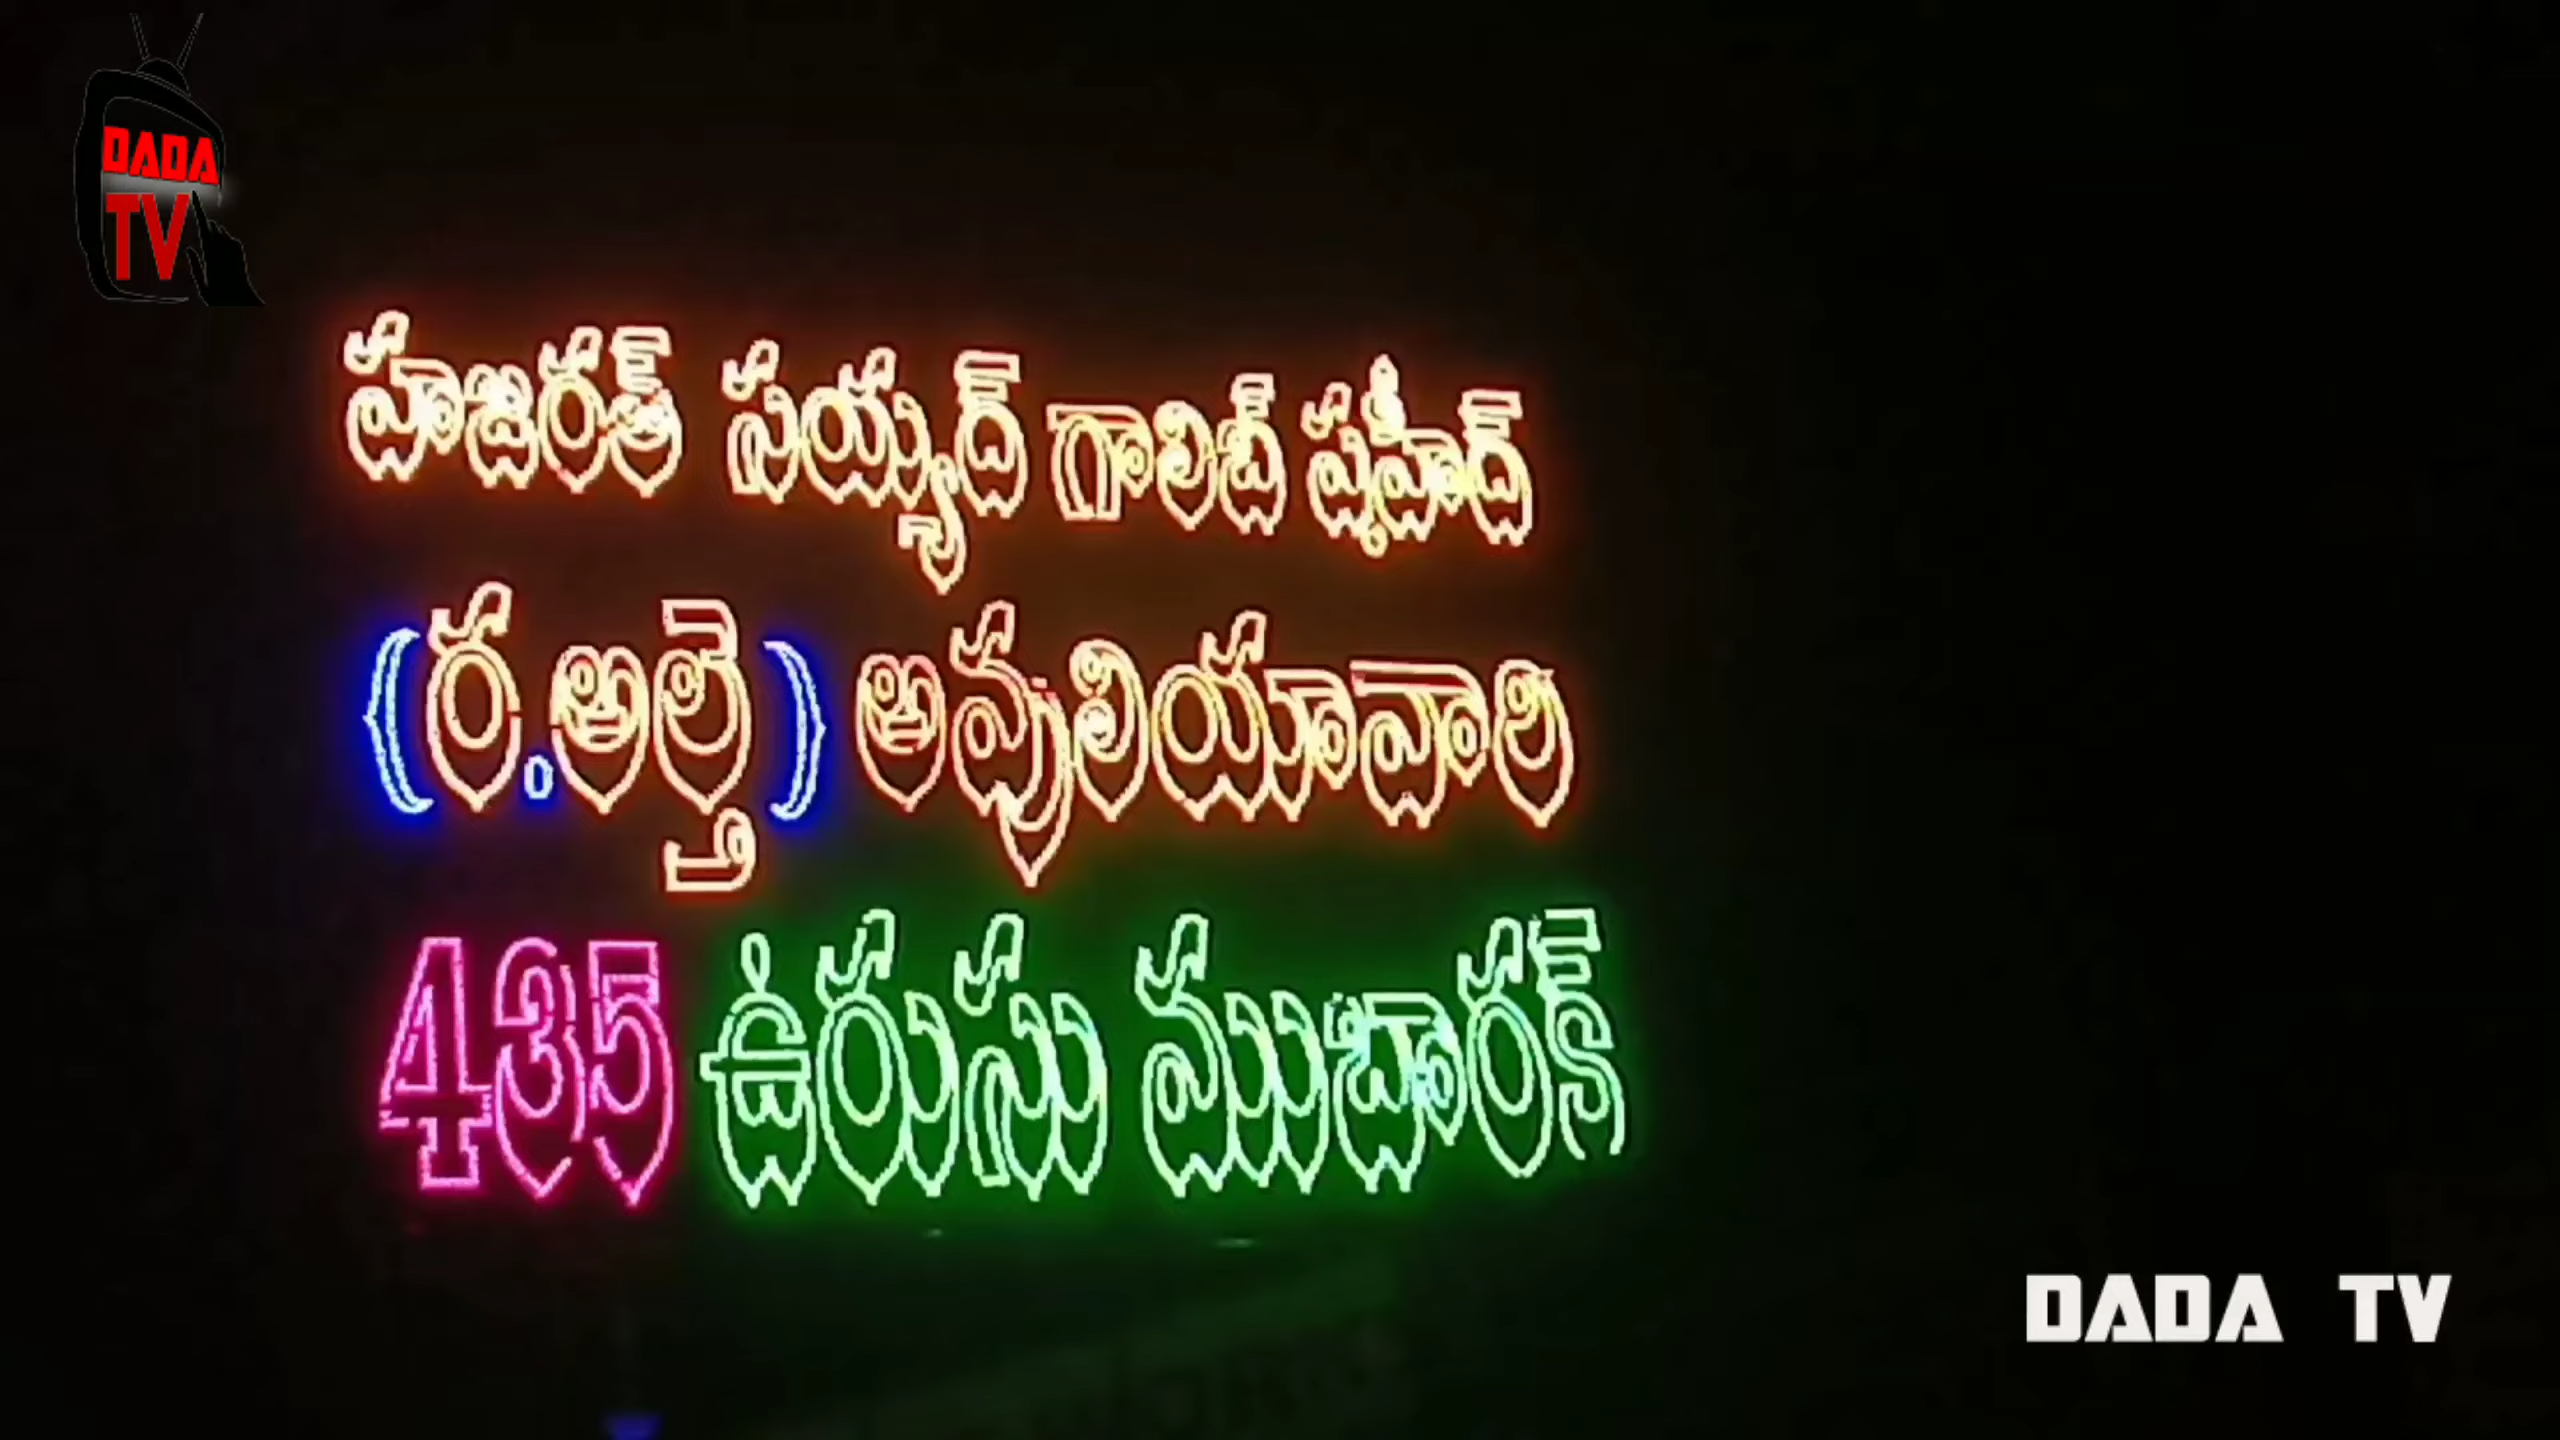 DADA
TV
హజరత్ సయ్యద్ గాలిబ్ షహీద్
(ర.అలై) అవులియావారి
435 ఉరుసు ముబారక్
DADA TV